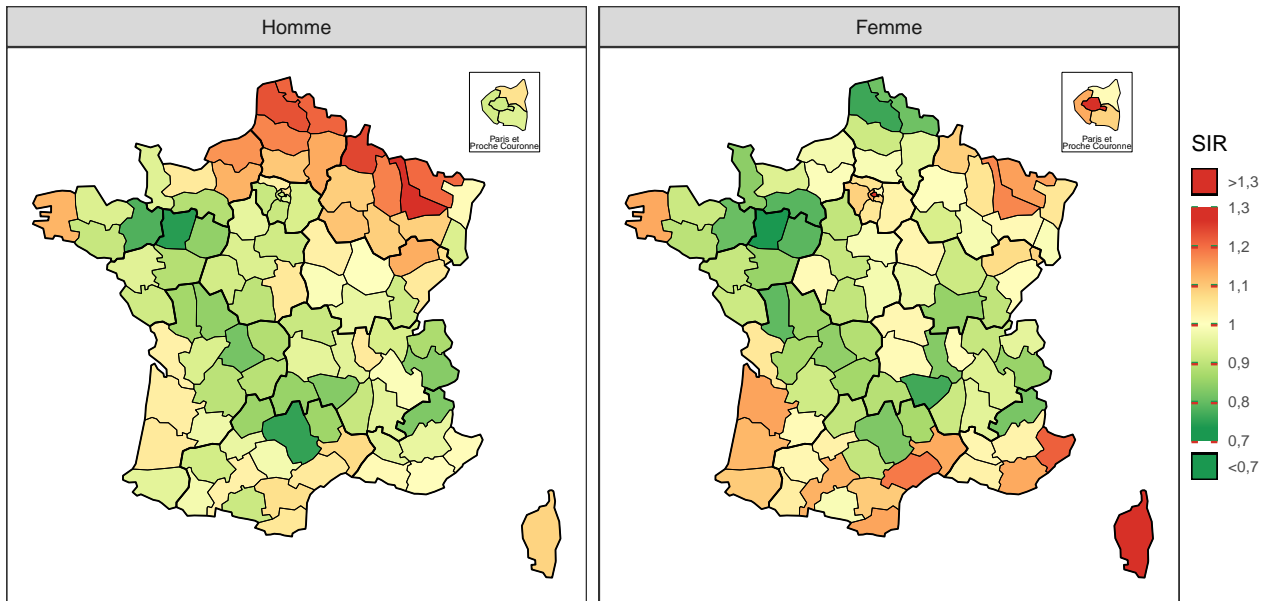 Homme
Femme
Paris et
Proche Couronne
Paris et
Proche Couronne
SIR
>1,3
1,3
1,2
1,1
1
0,9
0,8
0,7
<0,7